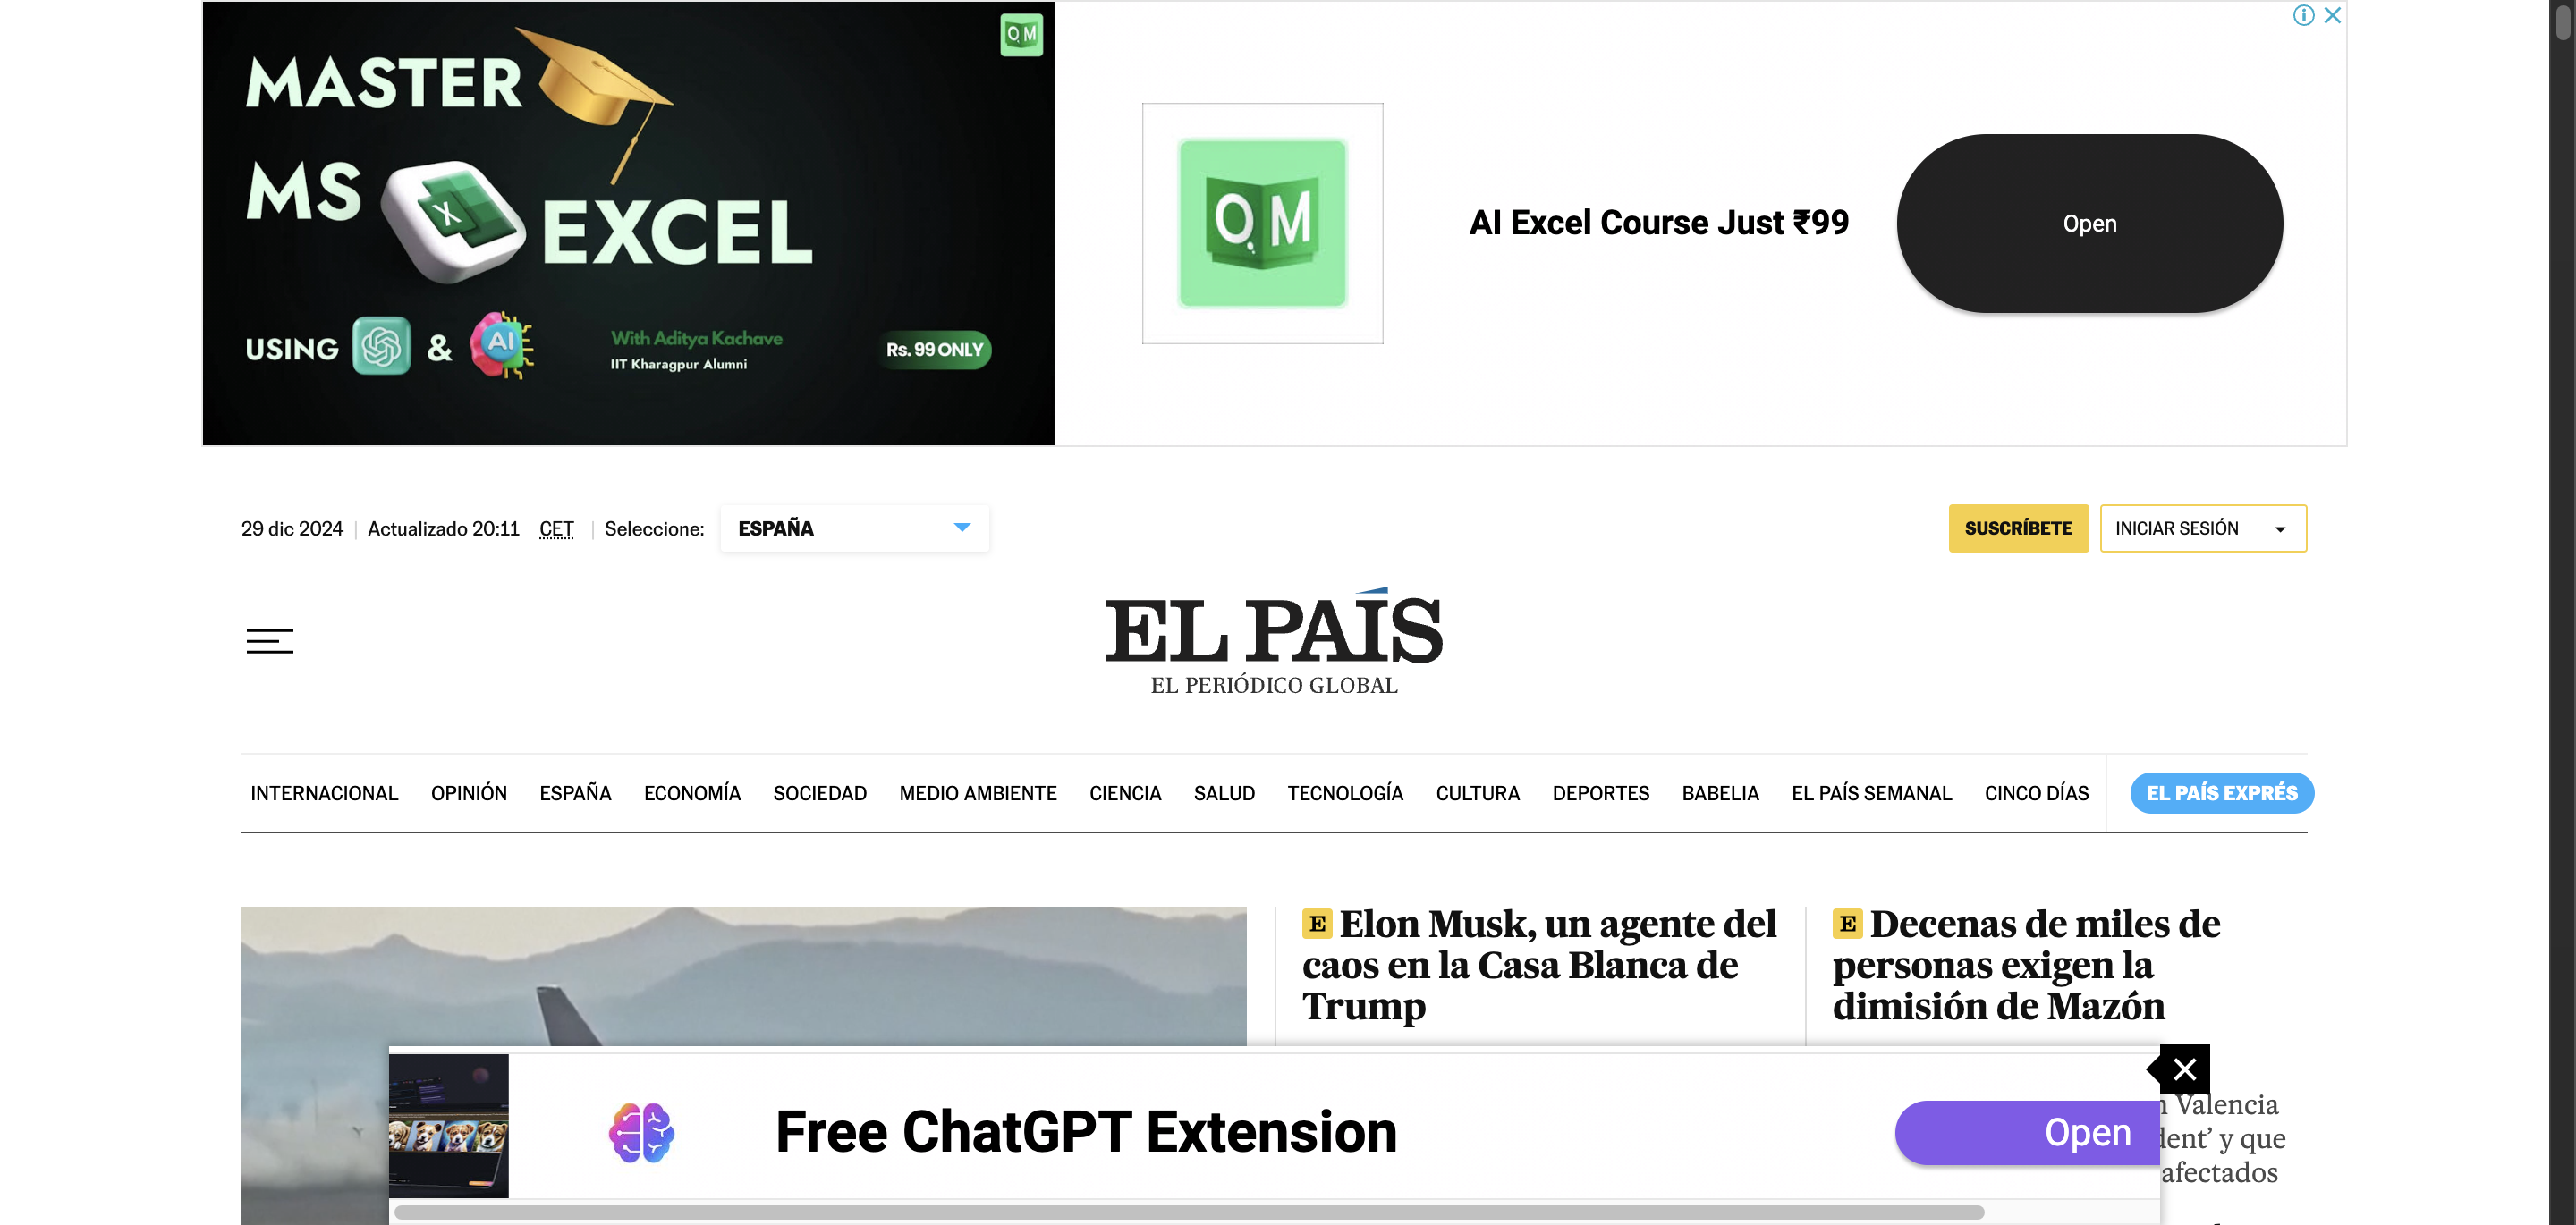 MASTER
MS EXCEL
USING & AI
With Aditya Kachave
IIT Kharagpur Alumni
Rs. 99 ONLY
QM
QM
AI Excel Course Just ₹99
Open
29 dic 2024 | Actualizado 20:11 CET | Seleccione: ESPAÑA
SUSCRÍBETE
INICIAR SESIÓN
EL PAÍS
EL PERIÓDICO GLOBAL
INTERNACIONAL OPINIÓN ESPAÑA ECONOMÍA SOCIEDAD MEDIO AMBIENTE CIENCIA SALUD TECNOLOGÍA CULTURA DEPORTES BABELIA EL PAÍS SEMANAL CINCO DÍAS EL PAÍS EXPRÉS
E Elon Musk, un agente del
caos en la Casa Blanca de
Trump
E Decenas de miles de
personas exigen la
dimisión de Mazón
Valencia
y que
afectados
Free ChatGPT Extension
Open